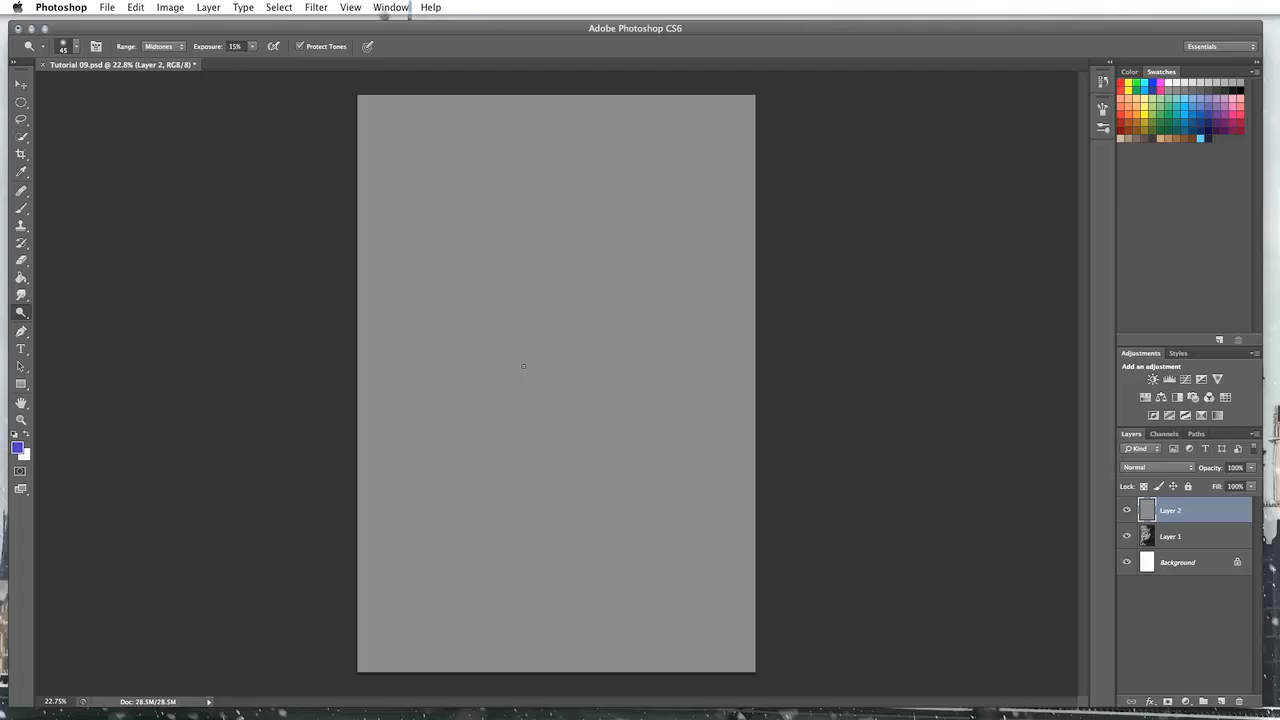 Photoshop File Edit Image Layer Type Select Filter View Window Help
Adobe Photoshop CS6
45 Range: Midtones Exposure: 15% Protect Tones Essentials
Tutorial 09.psd @ 22.8% (Layer 2, RGB/8) *
Color Swatches
Adjustments Styles
Add an adjustment
Layers Channels Paths
Kind
Normal Opacity: 100%
Lock: Fill: 100%
Layer 2
Layer 1
Background
22.75% Doc: 28.5M/28.5M